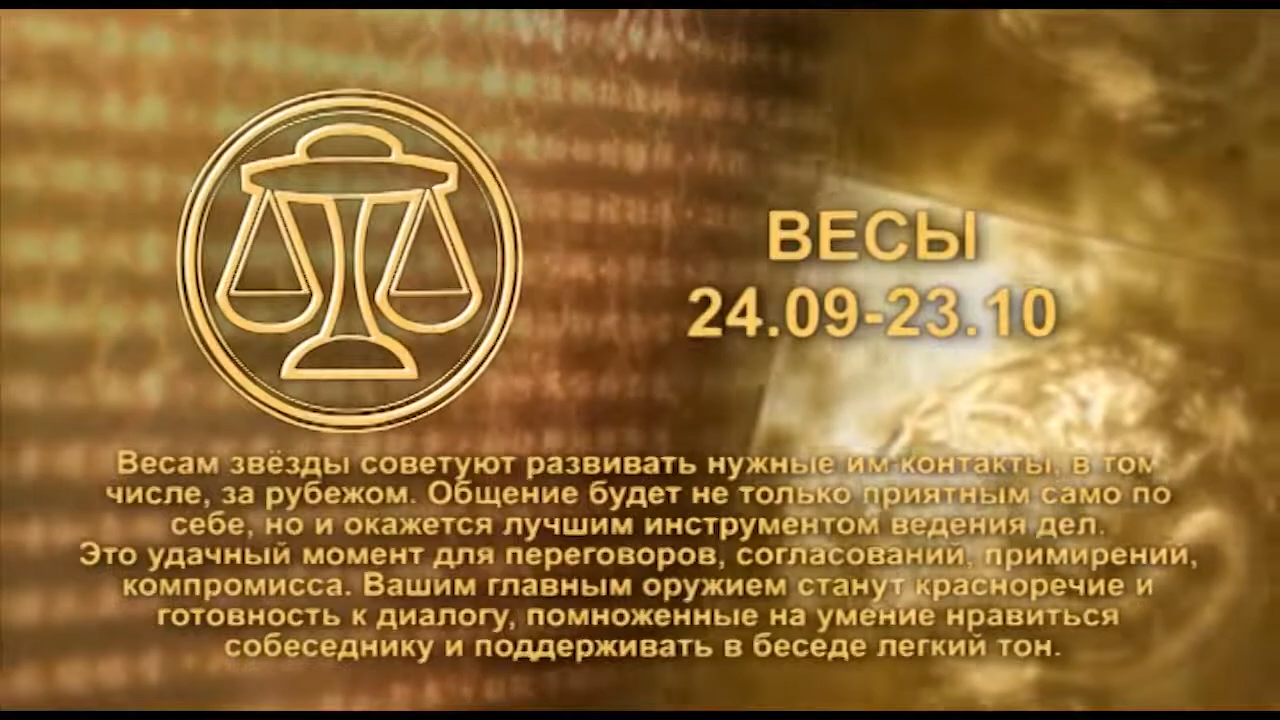 ВЕСЫ
24.09-23.10
Весам звёзды советуют развивать нужные им контакты, в том
числе, за рубежом. Общение будет не только приятным само по
себе, но и окажется лучшим инструментом ведения дел.
Это удачный момент для переговоров, согласований, примирений,
компромисса. Вашим главным оружием станут красноречие и
готовность к диалогу, помноженные на умение нравиться
собеседнику и поддерживать в беседе легкий тон.